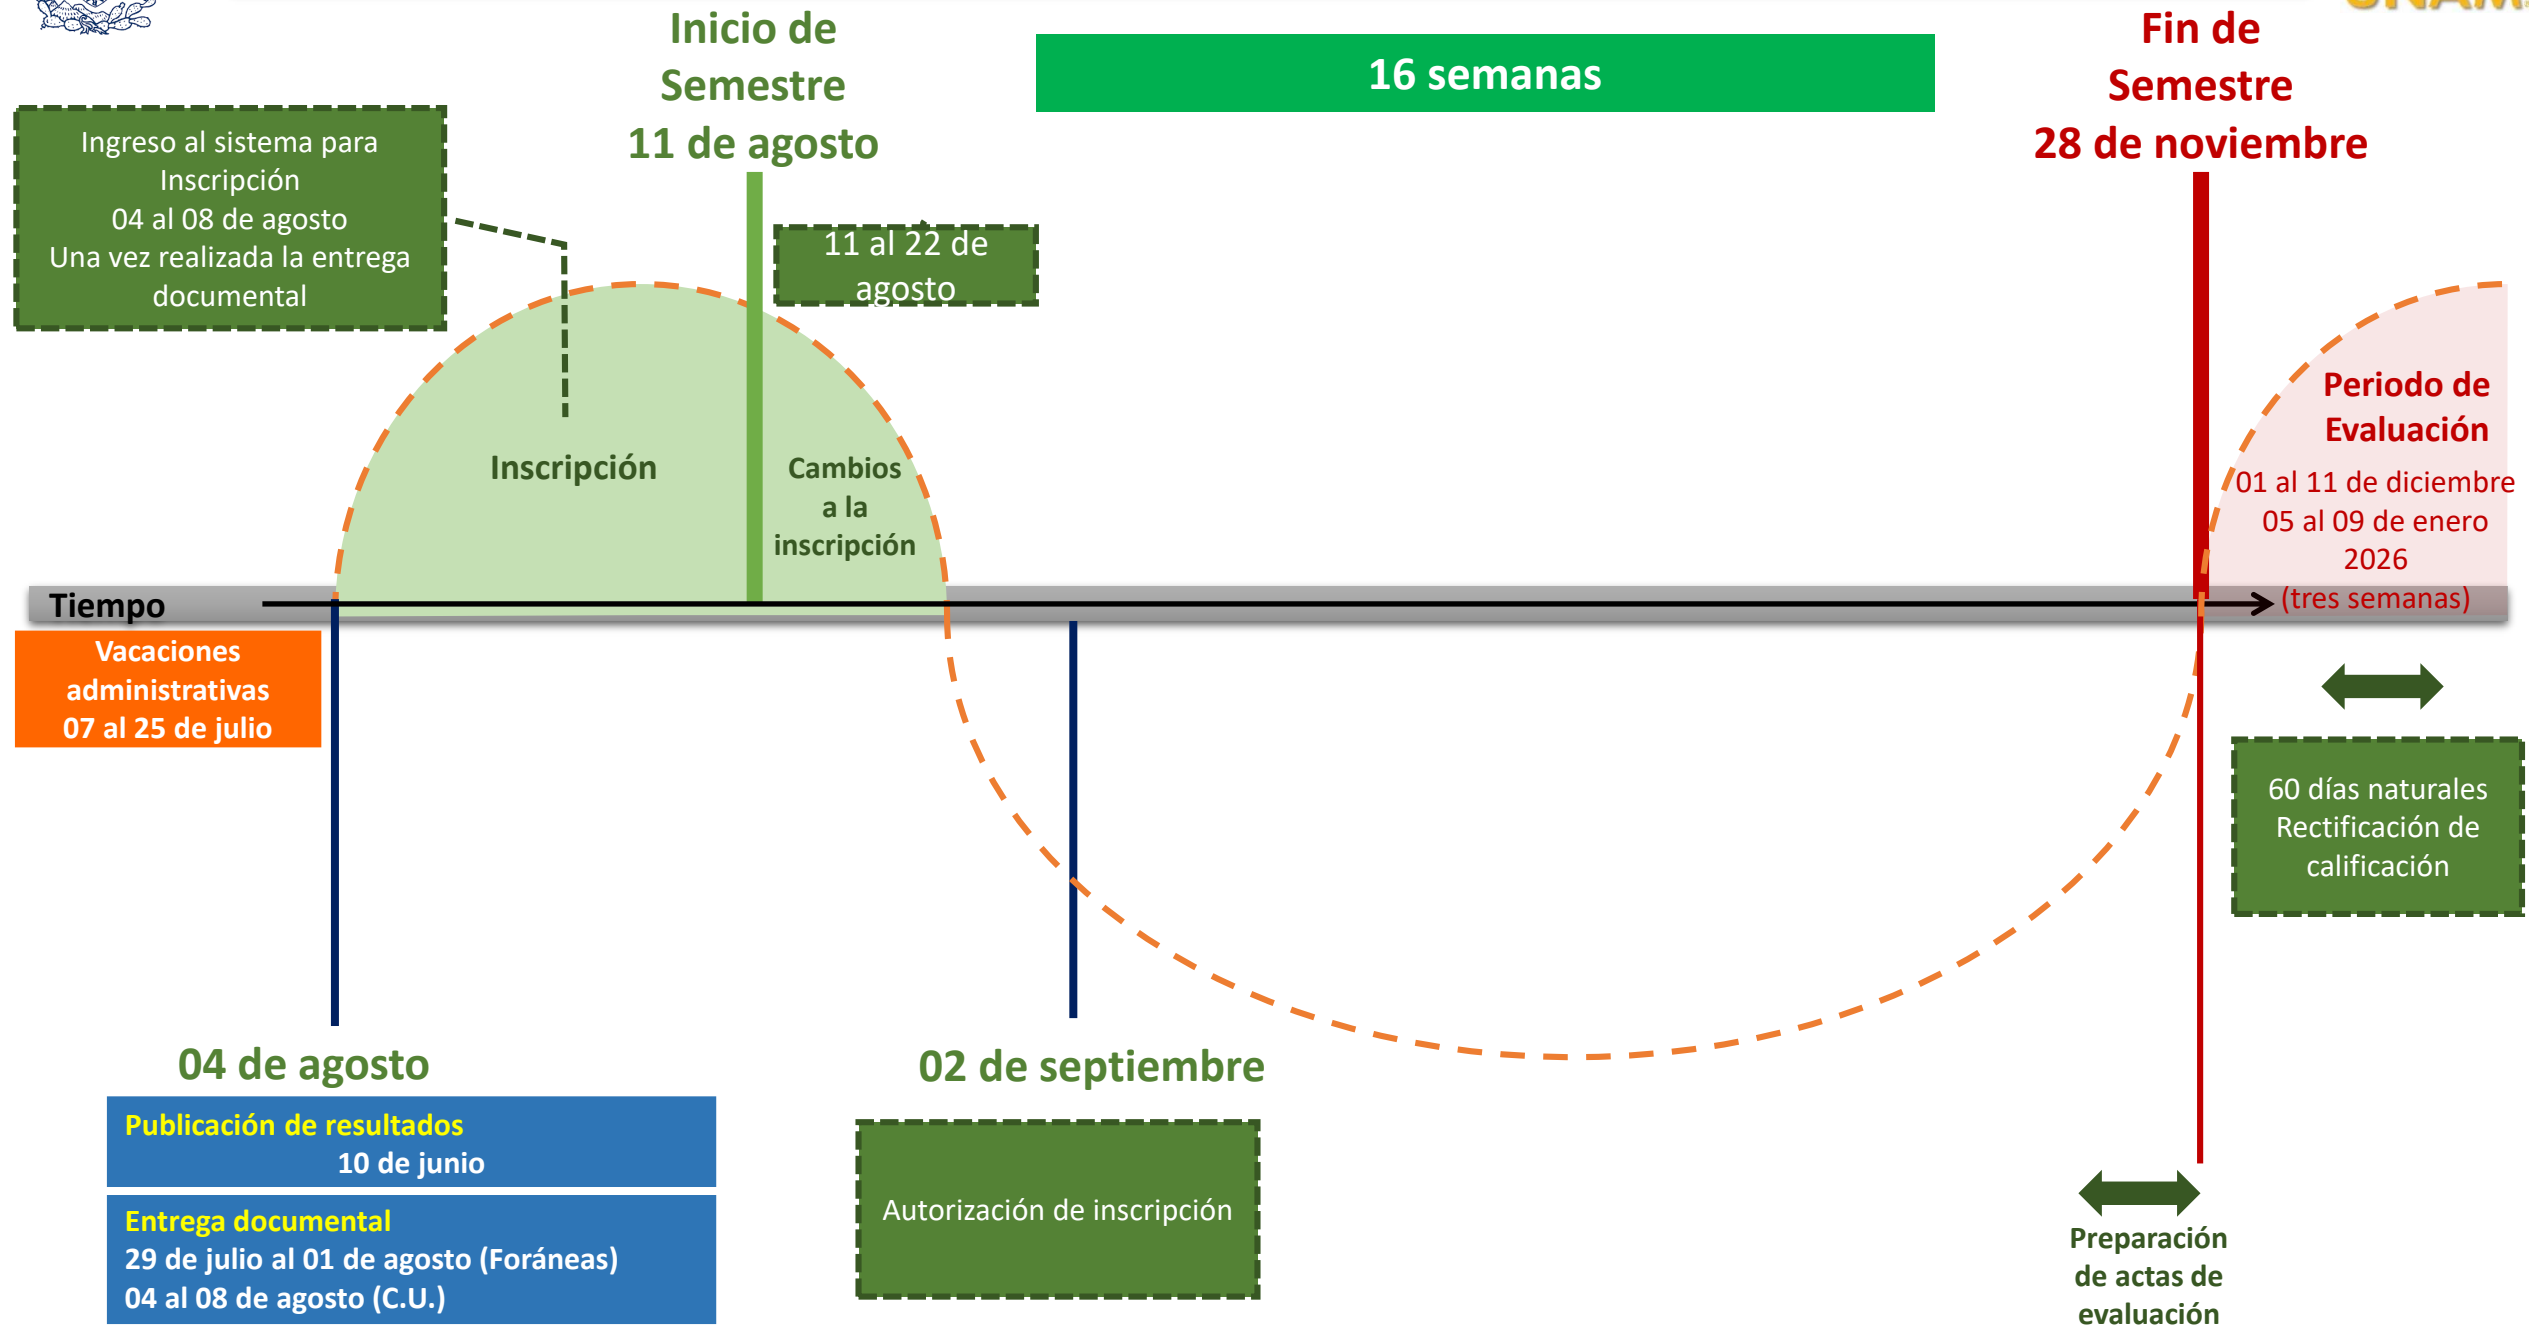 UNAM
Inicio de
Semestre
11 de agosto
16 semanas
Fin de
Semestre
28 de noviembre
Ingreso al sistema para
Inscripción
04 al 08 de agosto
Una vez realizada la entrega
documental
11 al 22 de
agosto
Inscripción
Cambios
a la
inscripción
Periodo de
Evaluación
01 al 11 de diciembre
05 al 09 de enero
2026
(tres semanas)
Tiempo
Vacaciones
administrativas
07 al 25 de julio
60 días naturales
Rectificación de
calificación
04 de agosto
Publicación de resultados
10 de junio
Entrega documental
29 de julio al 01 de agosto (Foráneas)
04 al 08 de agosto (C.U.)
02 de septiembre
Autorización de inscripción
Preparación
de actas de
evaluación